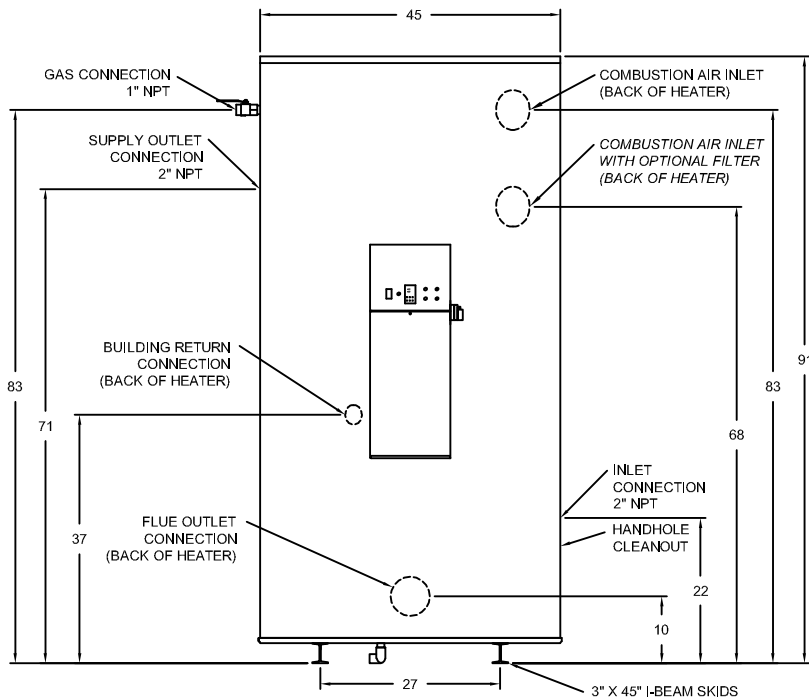 45
GAS CONNECTION
1" NPT
COMBUSTION AIR INLET
(BACK OF HEATER)
SUPPLY OUTLET
CONNECTION
2" NPT
COMBUSTION AIR INLET
WITH OPTIONAL FILTER
(BACK OF HEATER)
BUILDING RETURN
CONNECTION
(BACK OF HEATER)
83
71
37
68
83
91
INLET
CONNECTION
2" NPT
FLUE OUTLET
CONNECTION
(BACK OF HEATER)
HANDHOLE
CLEANOUT
22
10
27
3" X 45" I-BEAM SKIDS